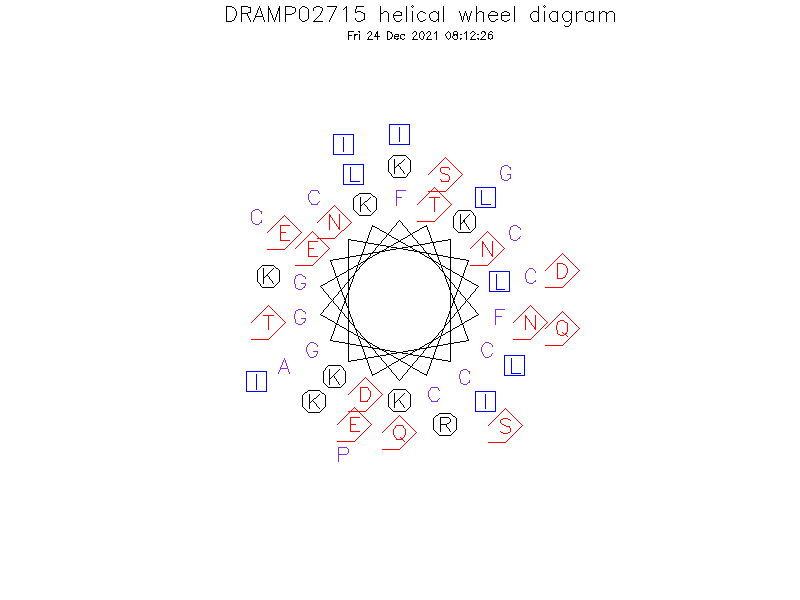 DRAMP02715 helical wheel diagram
Fri 24 Dec 2021 08:12:26
I I
K S G
L L
C C K F T K
C E N N C
E
K G L C D
T G F N Q
G C L
I A K C
K D K C I
E Q R S
P